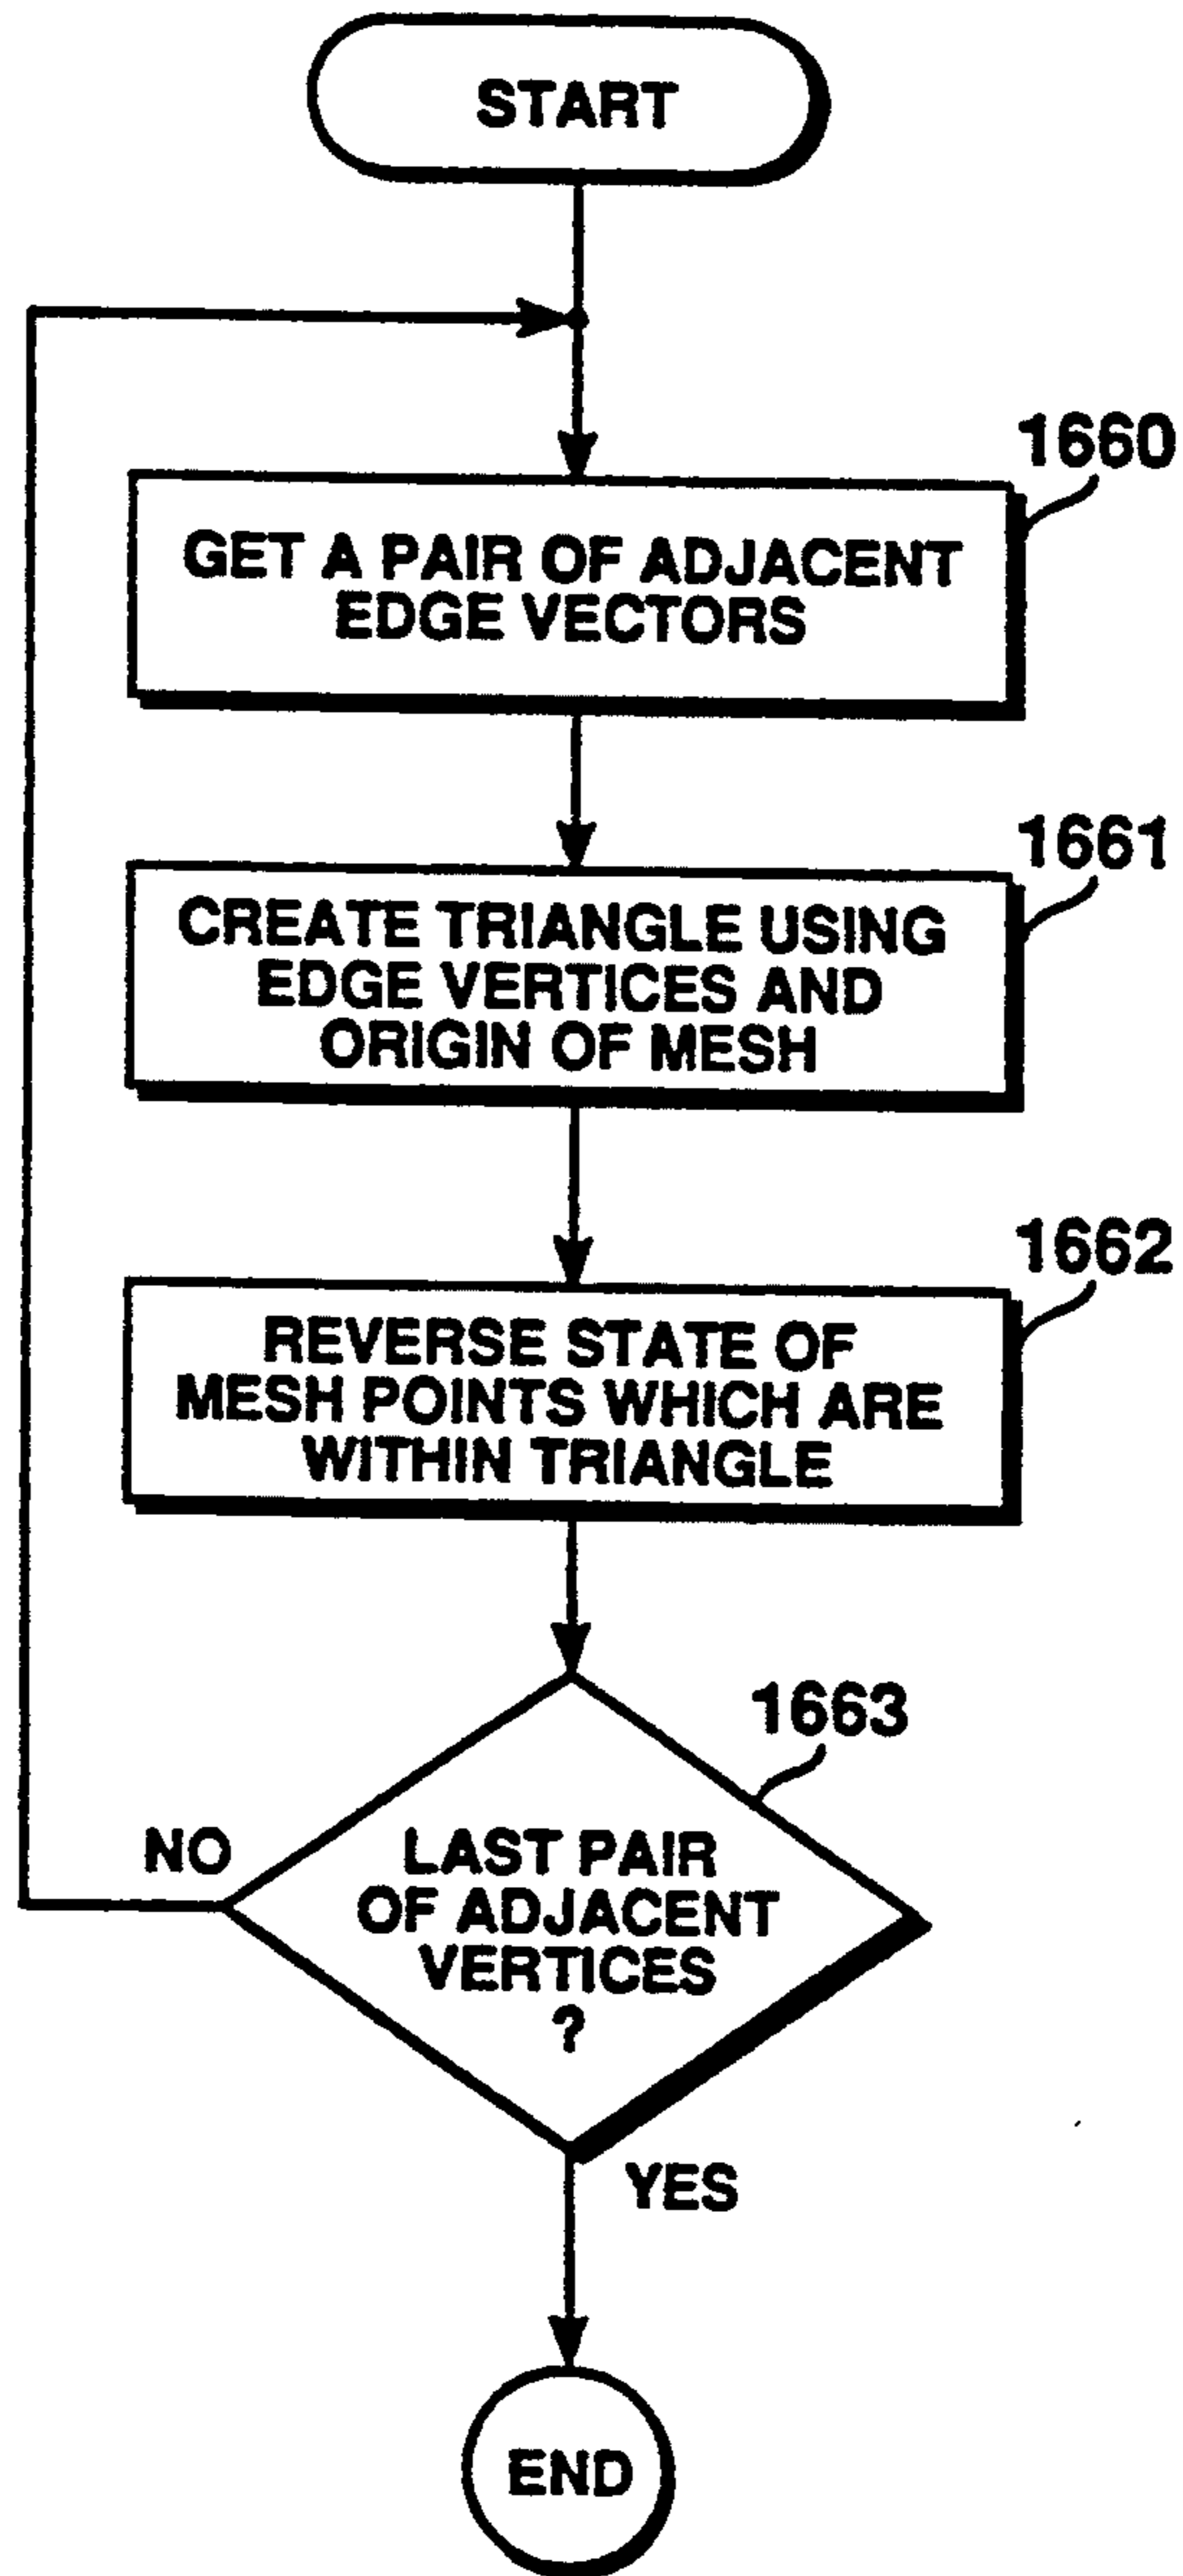 START
1660
GET A PAIR OF ADJACENT
EDGE VECTORS
1661
CREATE TRIANGLE USING
EDGE VERTICES AND
ORIGIN OF MESH
1662
REVERSE STATE OF
MESH POINTS WHICH ARE
WITHIN TRIANGLE
1663
NO
LAST PAIR
OF ADJACENT
VERTICES
?
YES
END